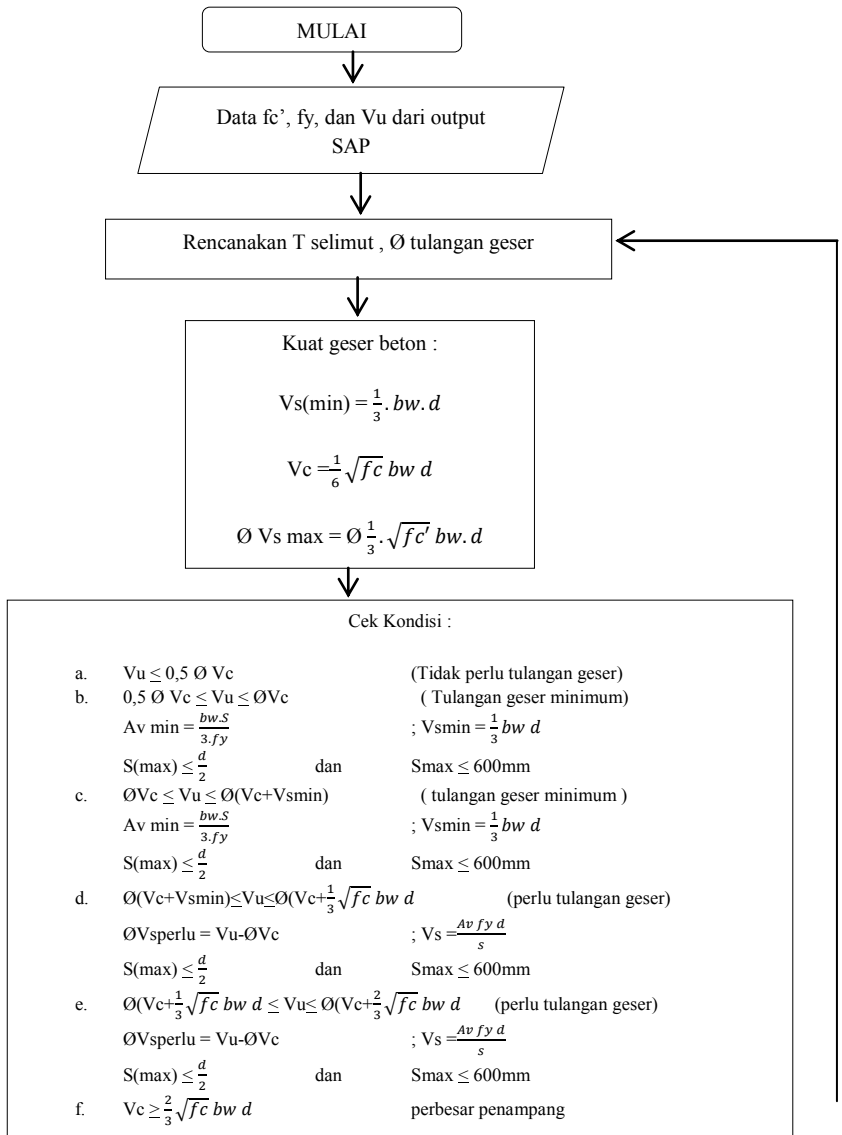 MULAI
Data fc’, fy, dan Vu dari output
SAP
Rencanakan T selimut , Ø tulangan geser
Kuat geser beton :
Vs(min) = 1/3 . bw. d
Vc = 1/6 √fc bw d
Ø Vs max = Ø 1/3 . √fc′ bw. d
Cek Kondisi :
a. Vu ≤ 0,5 Ø Vc (Tidak perlu tulangan geser)
b. 0,5 Ø Vc ≤ Vu ≤ ØVc ( Tulangan geser minimum)
Av min = bw.S/3.fy ; Vsmin = 1/3 bw d
S(max) ≤ d/2 dan Smax ≤ 600mm
c. ØVc ≤ Vu ≤ Ø(Vc+Vsmin) ( tulangan geser minimum )
Av min = bw.S/3.fy ; Vsmin = 1/3 bw d
S(max) ≤ d/2 dan Smax ≤ 600mm
d. Ø(Vc+Vsmin)≤Vu≤Ø(Vc+1/3 √fc bw d (perlu tulangan geser)
ØVsperlu = Vu-ØVc ; Vs = Av fy d/s
S(max) ≤ d/2 dan Smax ≤ 600mm
e. Ø(Vc+1/3 √fc bw d ≤ Vu≤ Ø(Vc+2/3 √fc bw d (perlu tulangan geser)
ØVsperlu = Vu-ØVc ; Vs = Av fy d/s
S(max) ≤ d/2 dan Smax ≤ 600mm
f. Vc ≥ 2/3 √fc bw d perbesar penampang